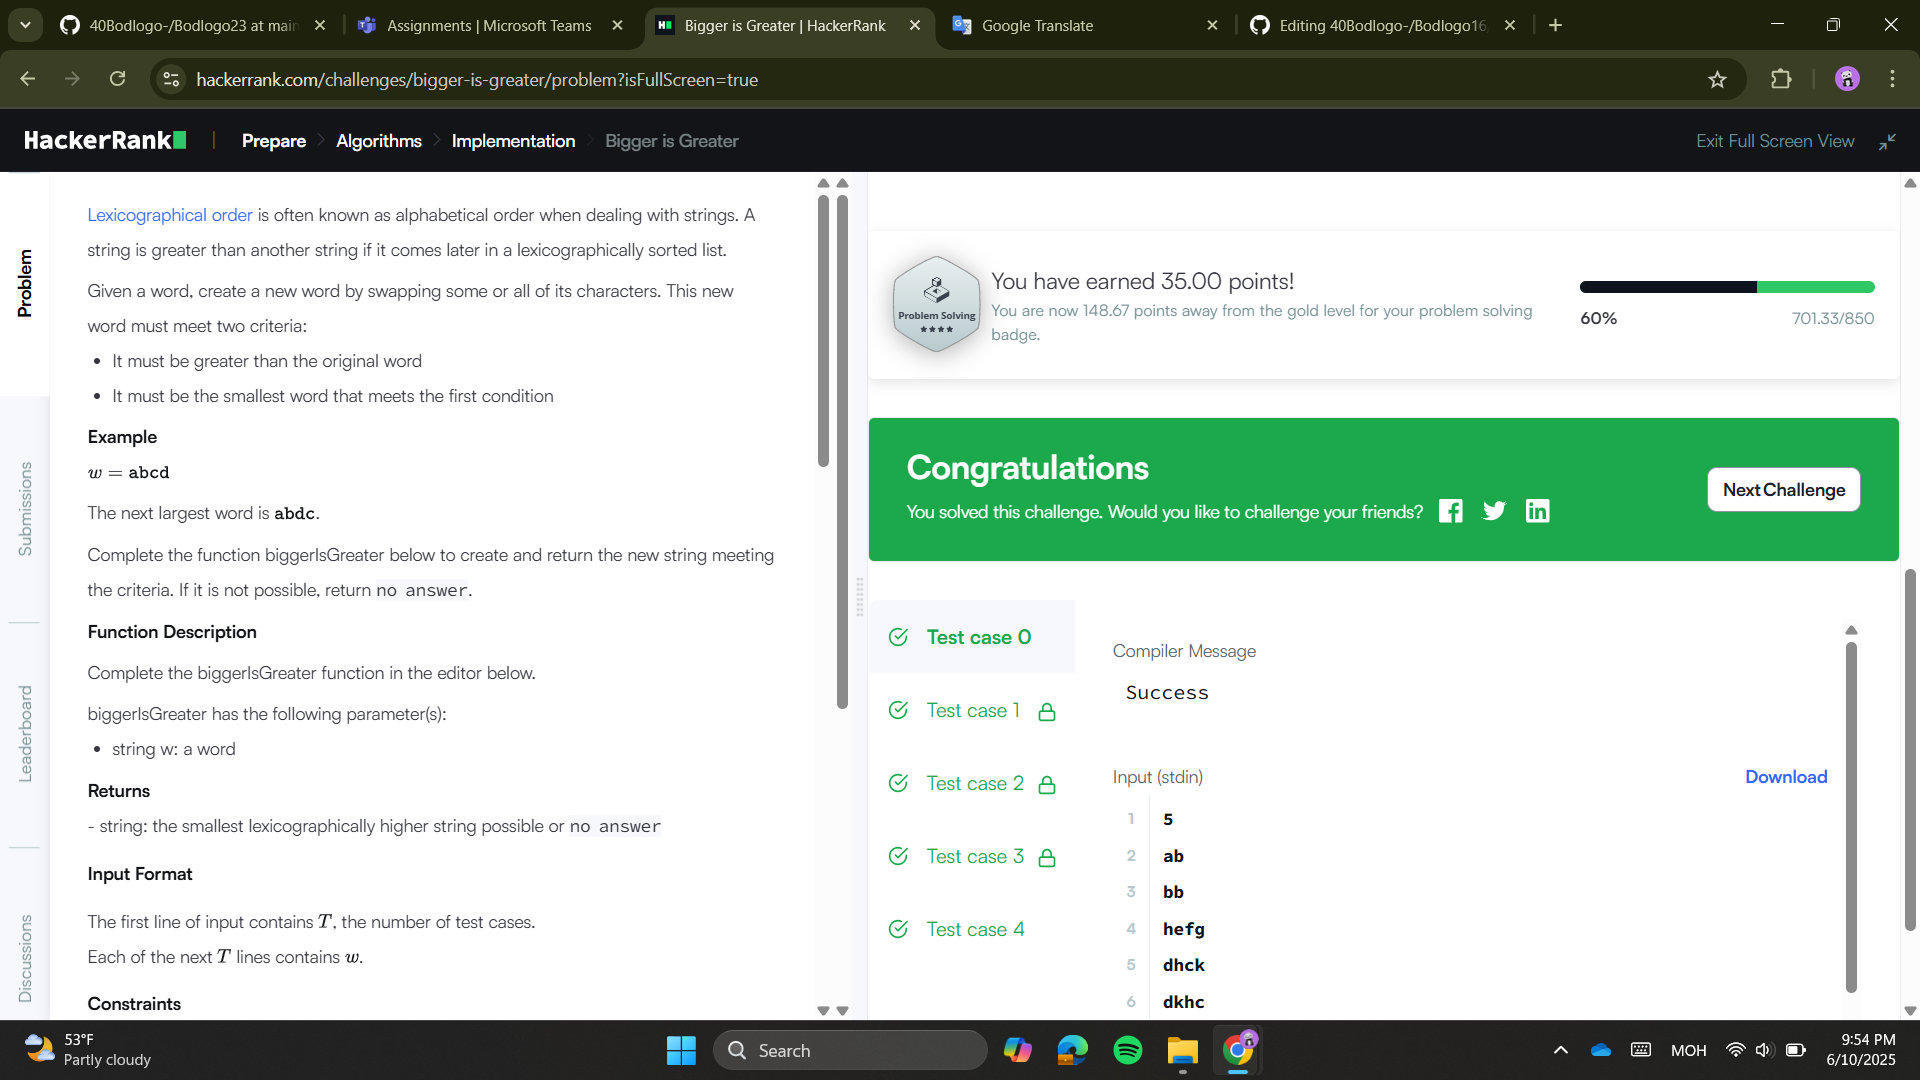 40Bodlogo-/Bodlogo23 at main
Assignments | Microsoft Teams
Bigger is Greater | HackerRank
Google Translate
Editing 40Bodlogo-/Bodlogo16.
hackerrank.com/challenges/bigger-is-greater/problem?isFullScreen=true
HackerRank
Prepare
Algorithms
Implementation
Bigger is Greater
Exit Full Screen View
Problem
Submissions
Leaderboard
Discussions
Lexicographical order is often known as alphabetical order when dealing with strings. A
string is greater than another string if it comes later in a lexicographically sorted list.
Given a word, create a new word by swapping some or all of its characters. This new
word must meet two criteria:
• It must be greater than the original word
• It must be the smallest word that meets the first condition
Example
w = abcd
The next largest word is abdc.
Complete the function biggerIsGreater below to create and return the new string meeting
the criteria. If it is not possible, return no answer.
Function Description
Complete the biggerIsGreater function in the editor below.
biggerIsGreater has the following parameter(s):
• string w: a word
Returns
- string: the smallest lexicographically higher string possible or no answer
Input Format
The first line of input contains T, the number of test cases.
Each of the next T lines contains w.
Constraints
Problem Solving
You have earned 35.00 points!
You are now 148.67 points away from the gold level for your problem solving
badge.
60%
701.33/850
Congratulations
You solved this challenge. Would you like to challenge your friends?
Next Challenge
Test case 0
Test case 1
Test case 2
Test case 3
Test case 4
Compiler Message
Success
Input (stdin)
Download
1 5
2 ab
3 bb
4 hefg
5 dhck
6 dkhc
53°F
Partly cloudy
Search
MOH
9:54 PM
6/10/2025